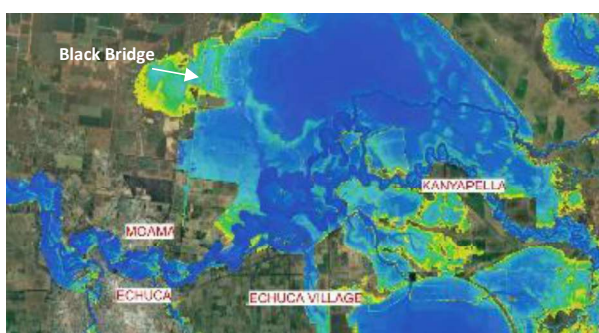 Black Bridge
KANYAPELLA
MOAMA
ECHUCA
ECHUCA VILLAGE